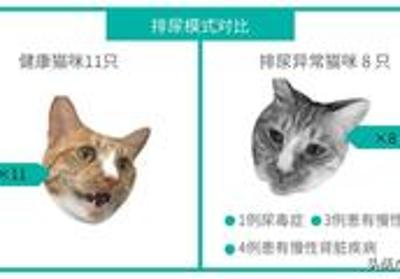 排尿模式对比
健康猫咪11只
排尿异常猫咪 8 只
×11
×8
1例尿毒症 3例患有慢
4例患有慢性肾脏疾病
头条